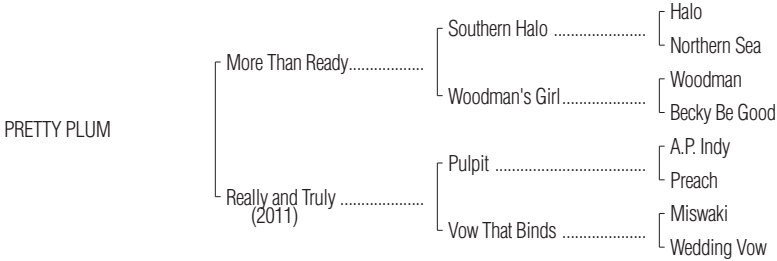 Halo
Southern Halo ......................
Northern Sea
More Than Ready..................
Woodman
Woodman's Girl....................
Becky Be Good
PRETTY PLUM
A.P. Indy
Pulpit ....................................
Preach
Really and Truly ....................
(2011)
Miswaki
Vow That Binds ....................
Wedding Vow